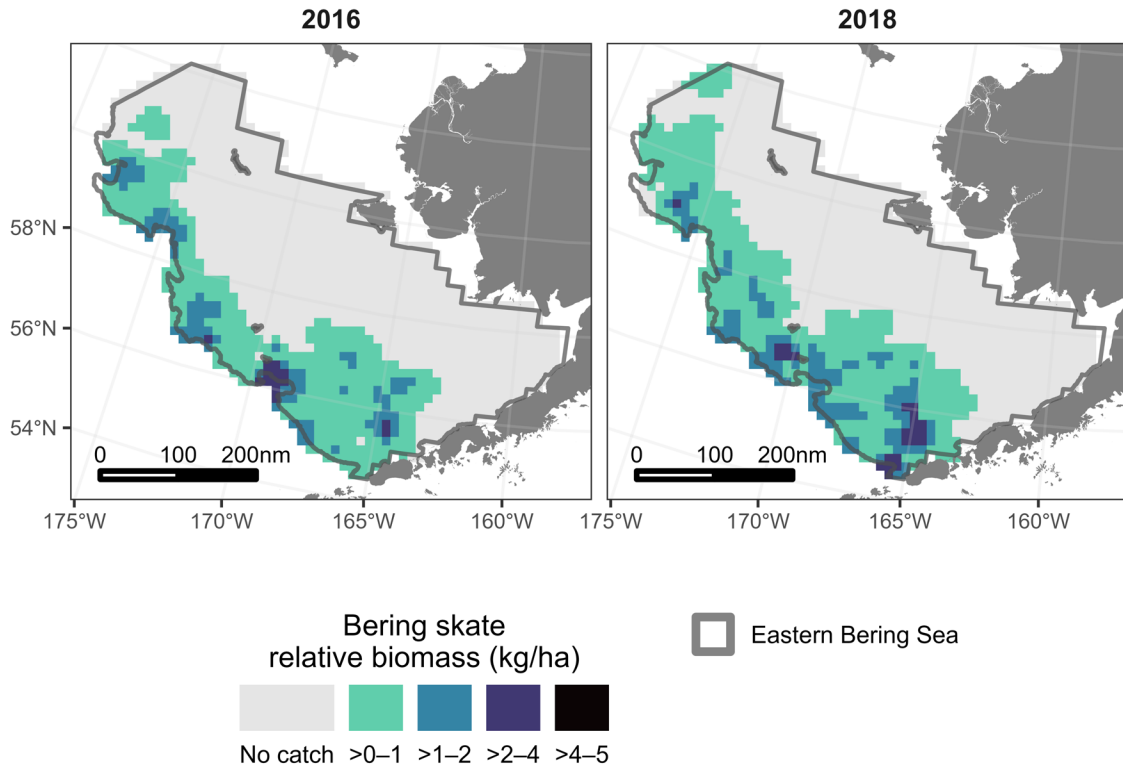 2016
2018
58°N
56°N
54°N
0 100 200nm
0 100 200nm
175°W 170°W 165°W 160°W
175°W 170°W 165°W 160°W
Bering skate
relative biomass (kg/ha)
Eastern Bering Sea
No catch >0–1 >1–2 >2–4 >4–5